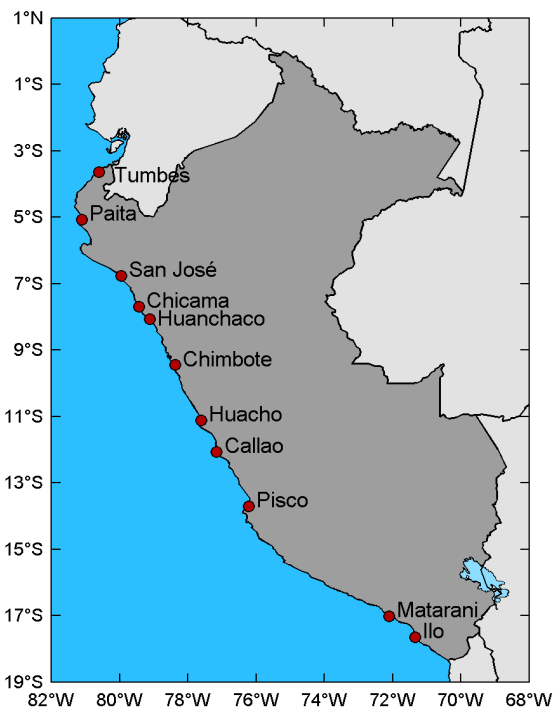 1°N
1°S
3°S
Tumbes
5°S
Paita
7°S
San José
Chicama
Huanchaco
9°S
Chimbote
11°S
Huacho
Callao
13°S
Pisco
15°S
17°S
Matarani
Ilo
19°S
82°W 80°W 78°W 76°W 74°W 72°W 70°W 68°W